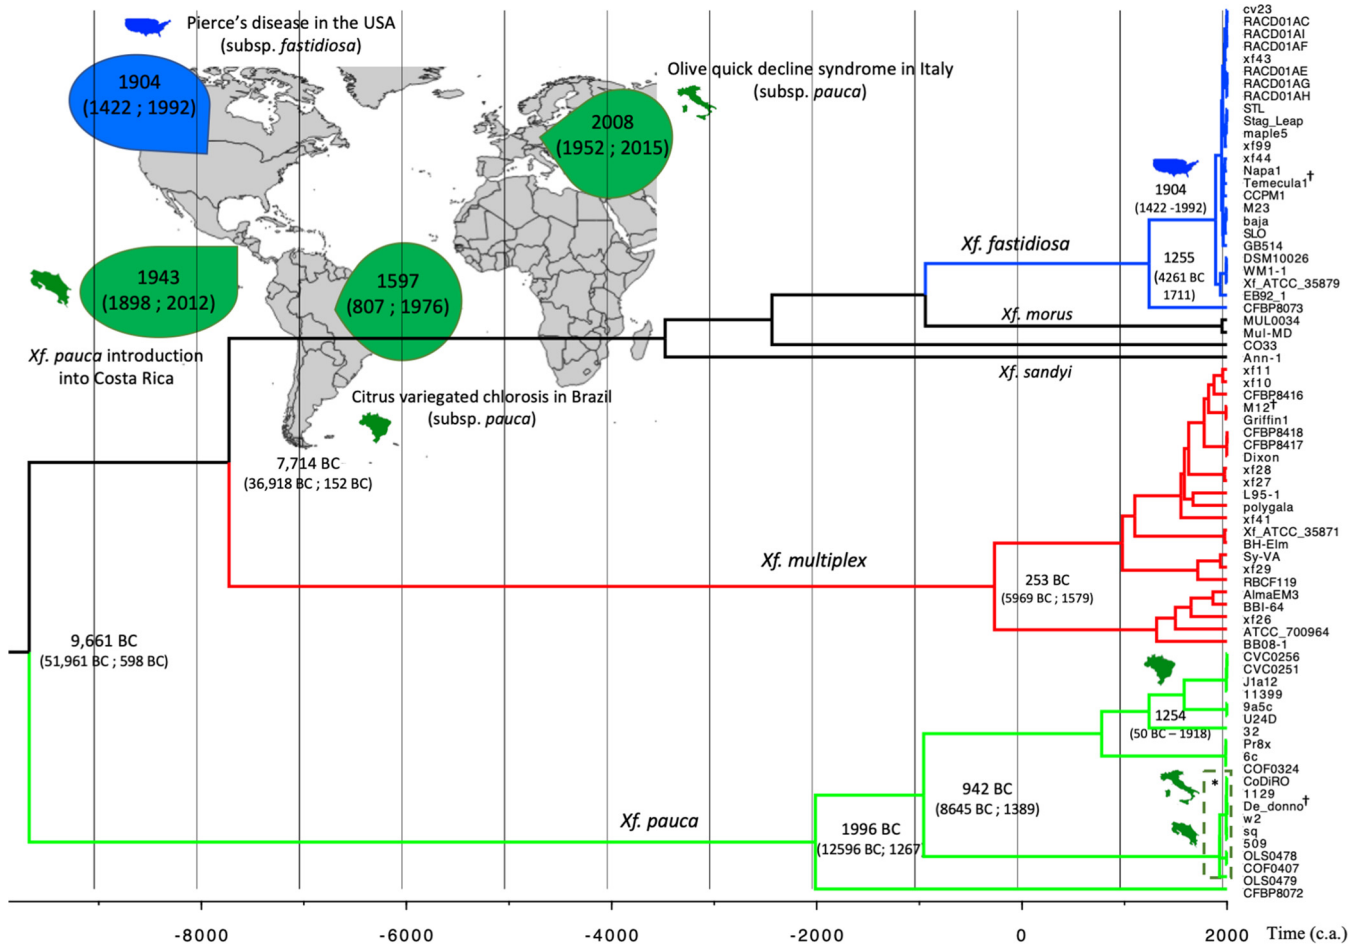 Pierce's disease in the USA
(subsp. fastidiosa)
1904
(1422 ; 1992)
Olive quick decline syndrome in Italy
(subsp. pauca)
2008
(1952 ; 2015)
1943
(1898 ; 2012)
Xf. pauca introduction
into Costa Rica
1597
(807 ; 1976)
Citrus variegated chlorosis in Brazil
(subsp. pauca)
7,714 BC
(36,918 BC ; 152 BC)
9,661 BC
(51,961 BC ; 598 BC)
Xf. fastidiosa
1904
(1422 -1992)
1255
(4261 BC
1711)
Xf. morus
Xf. sandyi
Xf. multiplex
253 BC
(5969 BC ; 1579)
1254
(50 BC – 1918)
942 BC
(8645 BC ; 1389)
Xf. pauca
1996 BC
(12596 BC; 1267
*
cv23
RACD01AC
RACD01AI
RACD01AF
xf43
RACD01AE
RACD01AG
RACD01AH
STL
Stag_Leap
maple5
xf99
xf44
Napa1
Temecula1†
CCPM1
M23
baja
SLO
GB514
DSM10026
WM1-1
Xf_ATCC_35879
EB92_1
CFBP8073
MUL0034
Mul-MD
CO33
Ann-1
xf11
xf10
CFBP8416
M12†
Griffin1
CFBP8418
CFBP8417
Dixon
xf28
xf27
L95-1
polygala
xf41
Xf_ATCC_35871
BH-Elm
Sy-VA
xf29
RBCF119
AlmaEM3
BBI-64
xf26
ATCC_700964
BB08-1
CVC0256
CVC0251
J1a12
11399
9a5c
U24D
32
Pr8x
6c
COF0324
CoDiRO
1129
De_donno†
w2
sq
509
OLS0478
COF0407
OLS0479
CFBP8072
-8000 -6000 -4000 -2000 0 2000 Time (c.a.)